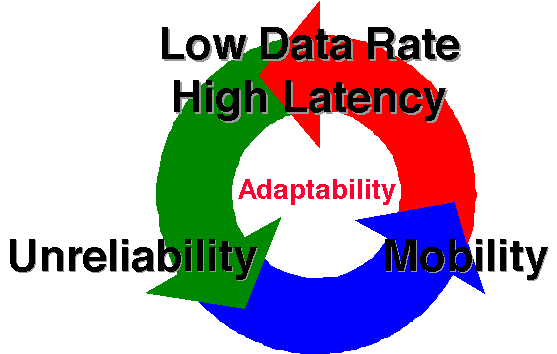 Low Data Rate
High Latency
Adaptability
Unreliability
Mobility